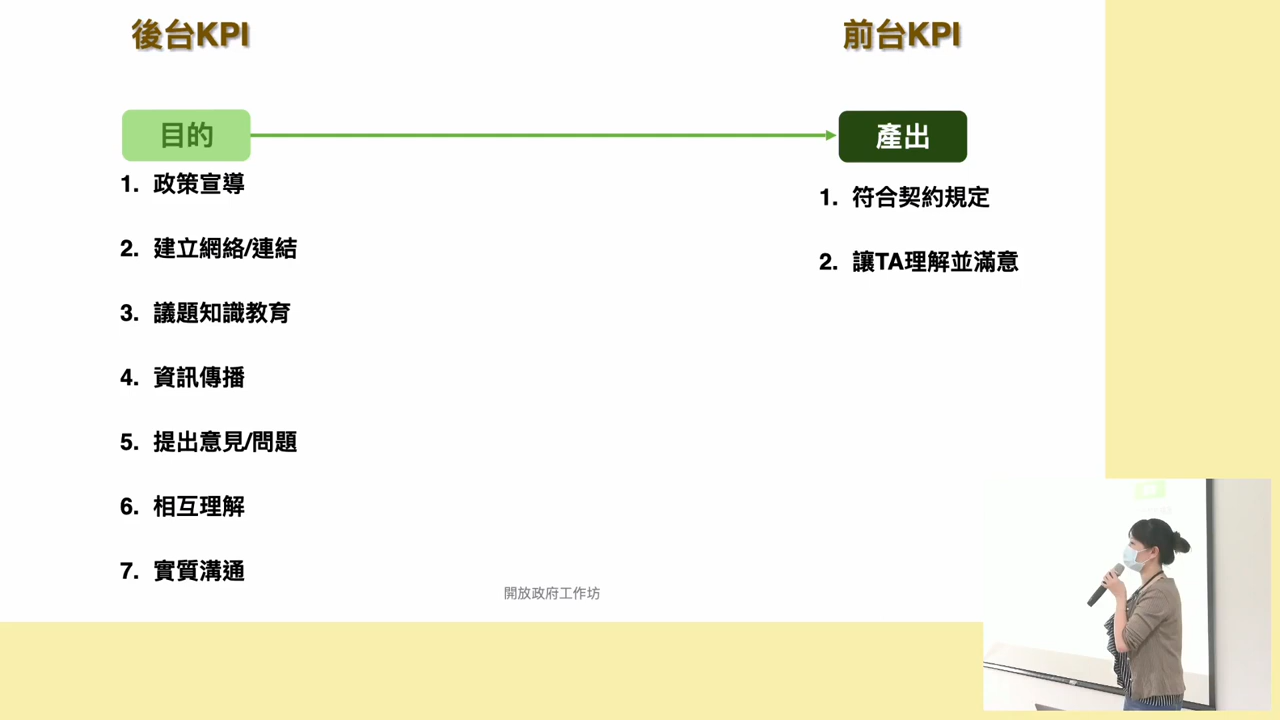 後台KPI
前台KPI
目的
產出
1. 政策宣導
2. 建立網絡/連結
3. 議題知識教育
4. 資訊傳播
5. 提出意見/問題
6. 相互理解
7. 實質溝通
1. 符合契約規定
2. 讓TA理解並滿意
開放政府工作坊